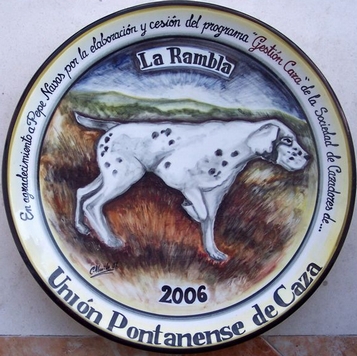 En agradecimiento a Pepe Navas por la elaboración y cesión del programa "Gestión Caza" de la Sociedad de Cazadores de...
La Rambla
2006
Unión Pontanense de Caza